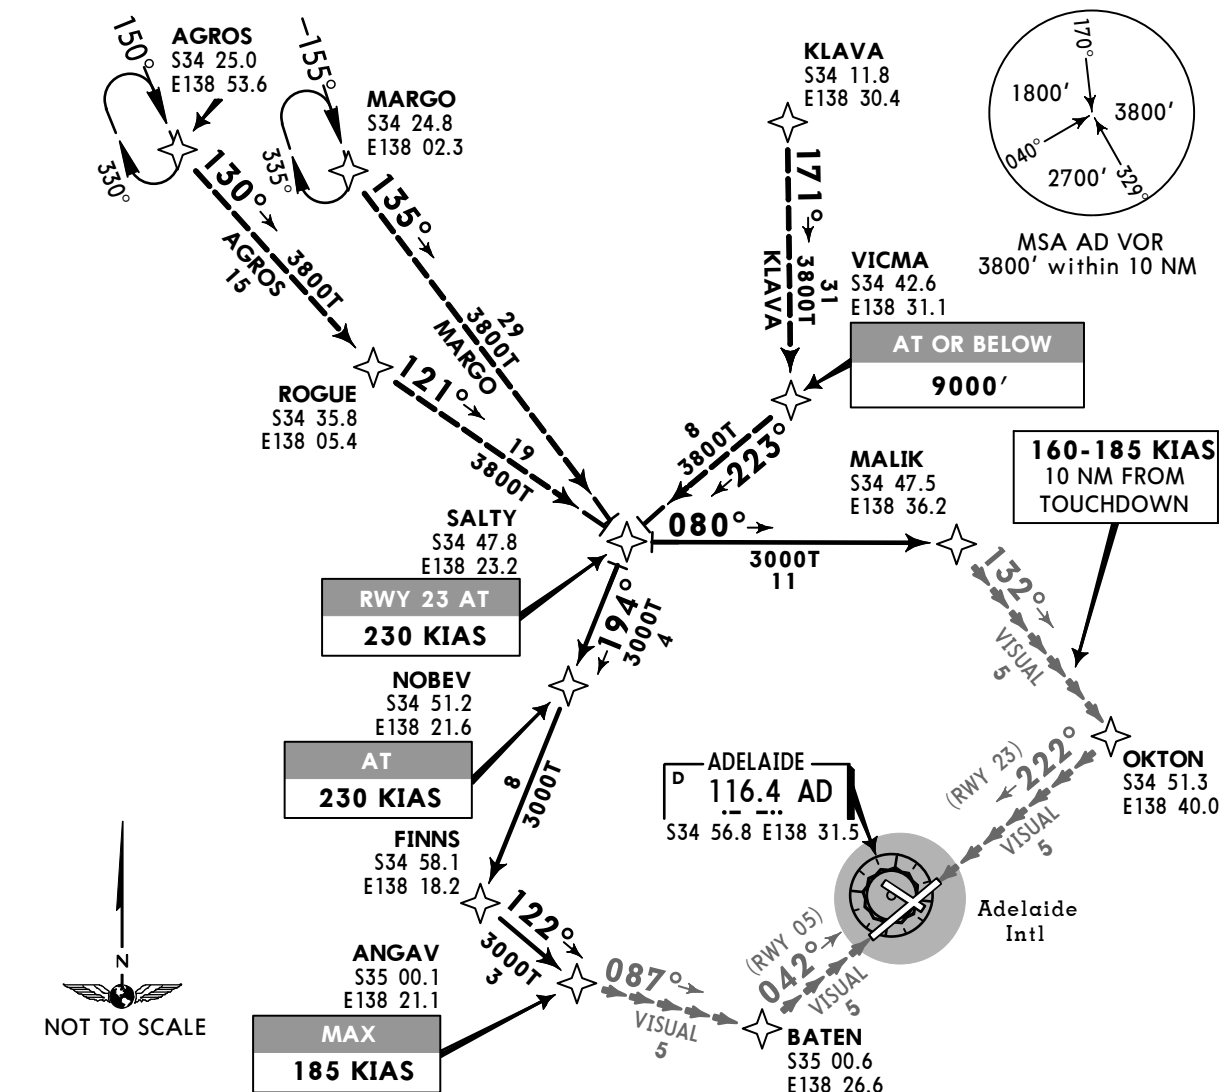 150°
AGROS
S34 25.0
E138 53.6
330°
-155°
MARGO
S34 24.8
E138 02.3
335°
KLAVA
S34 11.8
E138 30.4
170°
1800'
3800'
040°
2700'
329°
MSA AD VOR
3800' within 10 NM
130°
3800T
AGROS
15
135°
29
3800T
MARGO
171°
31
3800T
KLAVA
VICMA
S34 42.6
E138 31.1
AT OR BELOW
9000'
ROGUE
S34 35.8
E138 05.4
121°
19
3800T
8
3800T
223°
MALIK
S34 47.5
E138 36.2
160-185 KIAS
10 NM FROM
TOUCHDOWN
SALTY
S34 47.8
E138 23.2
080°
3000T
11
RWY 23 AT
230 KIAS
194°
3000T
4
132°
VISUAL
5
NOBEV
S34 51.2
E138 21.6
AT
230 KIAS
8
3000T
ADELAIDE
D 116.4 AD
S34 56.8 E138 31.5
(RWY 23)
222°
VISUAL
5
OKTON
S34 51.3
E138 40.0
FINNS
S34 58.1
E138 18.2
122°
3000T
3
Adelaide
Intl
ANGAV
S35 00.1
E138 21.1
MAX
185 KIAS
087°
VISUAL
5
(RWY 05)
042°
VISUAL
5
BATEN
S35 00.6
E138 26.6
N
NOT TO SCALE